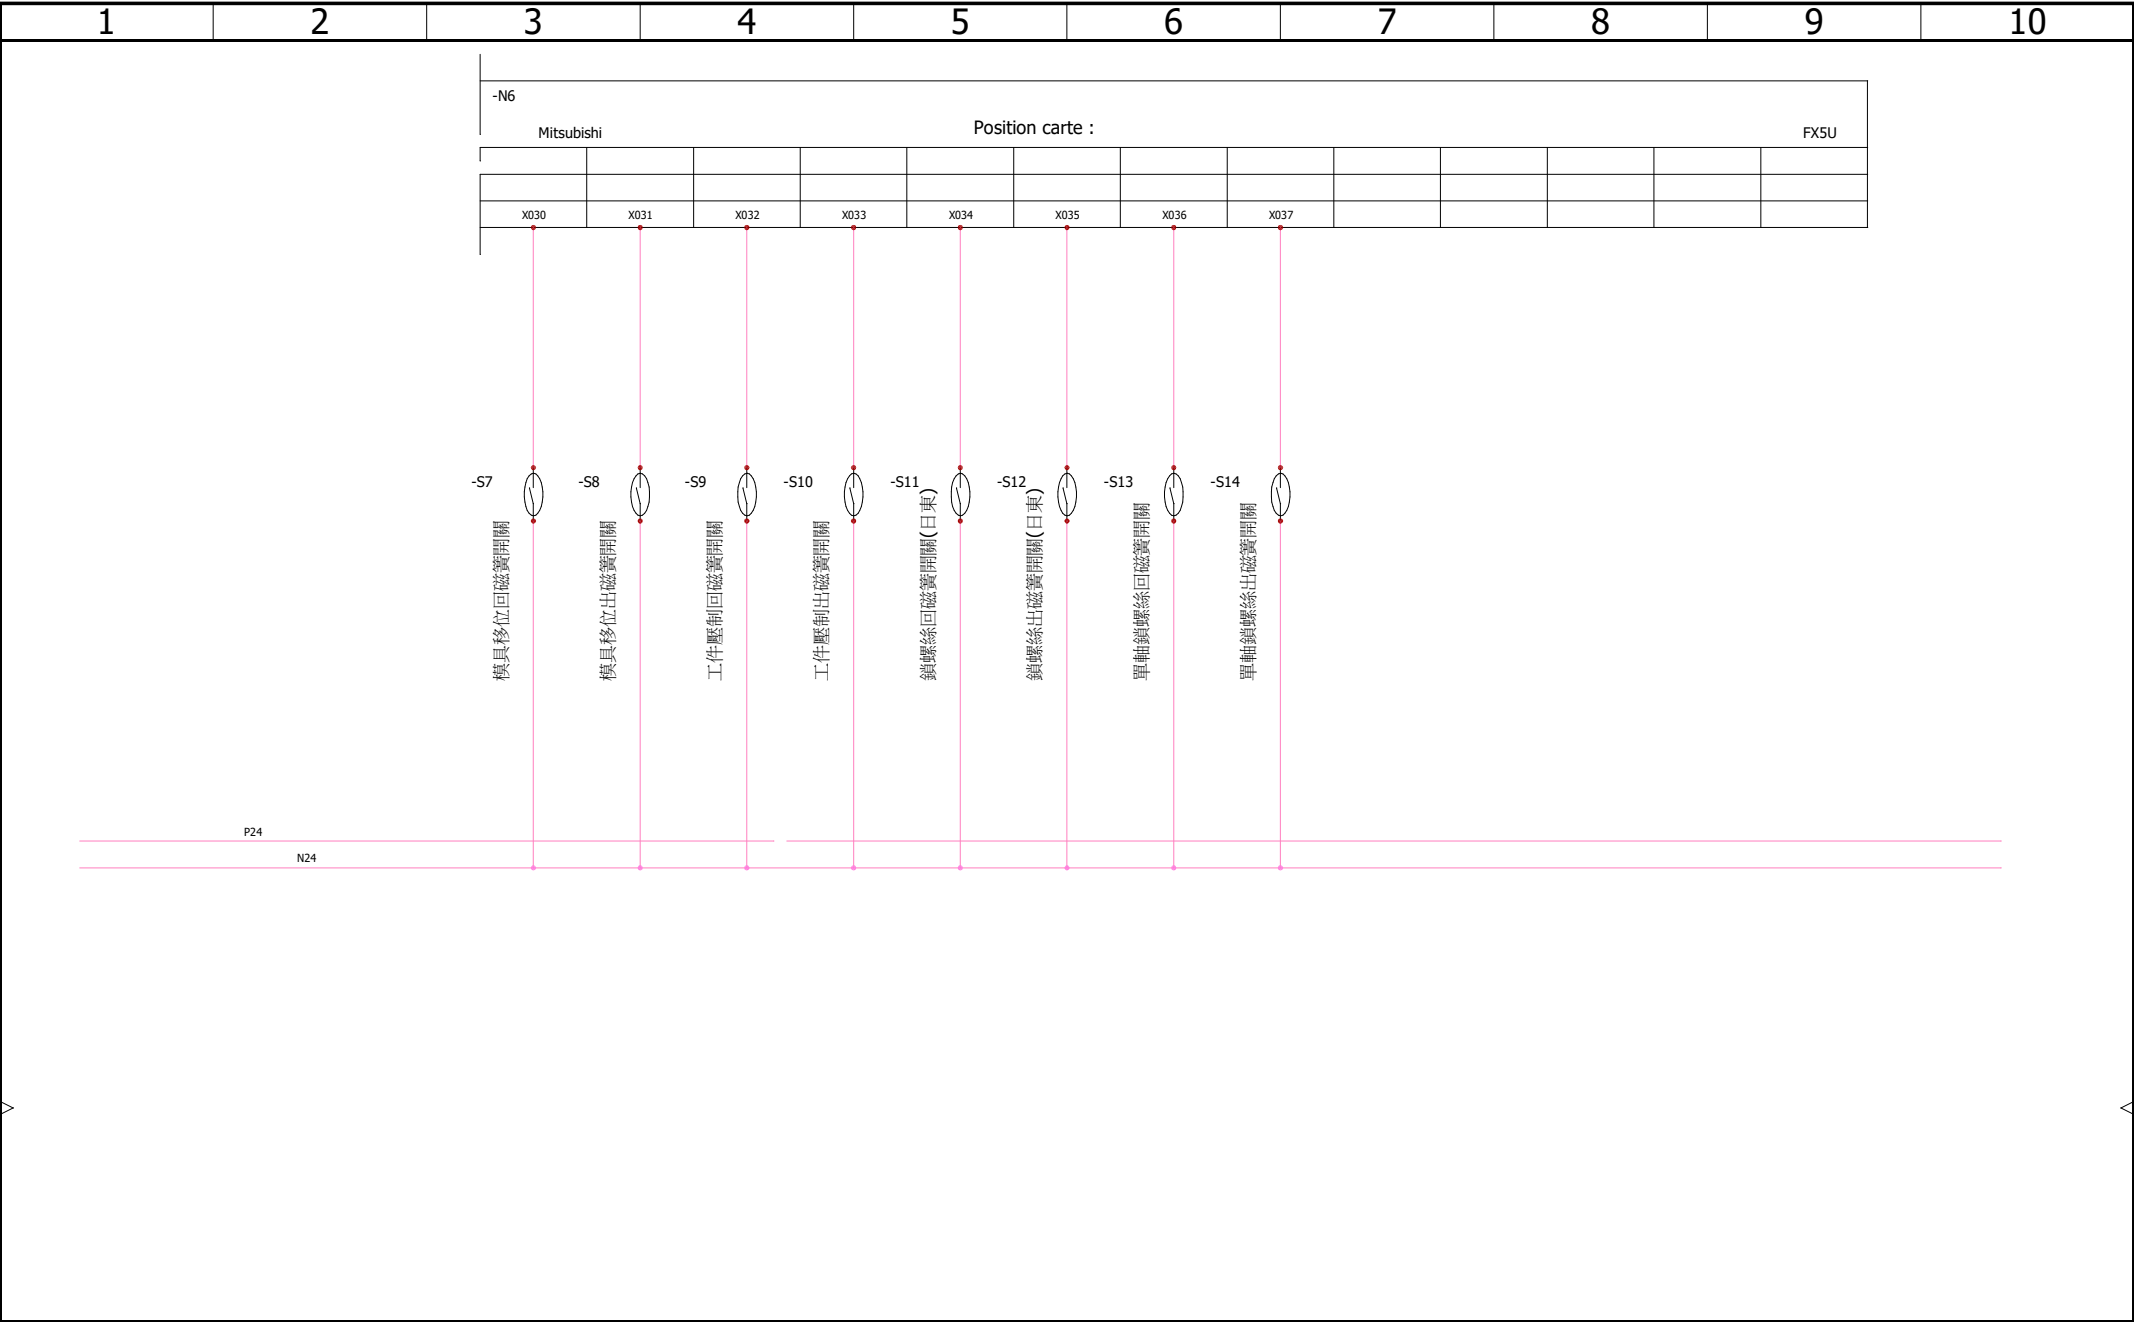 1 2 3 4 5 6 7 8 9 10
-N6
Mitsubishi Position carte : FX5U
X030 X031 X032 X033 X034 X035 X036 X037
-S7 -S8 -S9 -S10 -S11 -S12 -S13 -S14
模具移位回磁簧開關
模具移位出磁簧開關
工件壓制回磁簧開關
工件壓制出磁簧開關
鎖螺絲回磁簧開關(日東)
鎖螺絲出磁簧開關(日東)
單軸鎖螺絲回磁簧開關
單軸鎖螺絲出磁簧開關
P24
N24